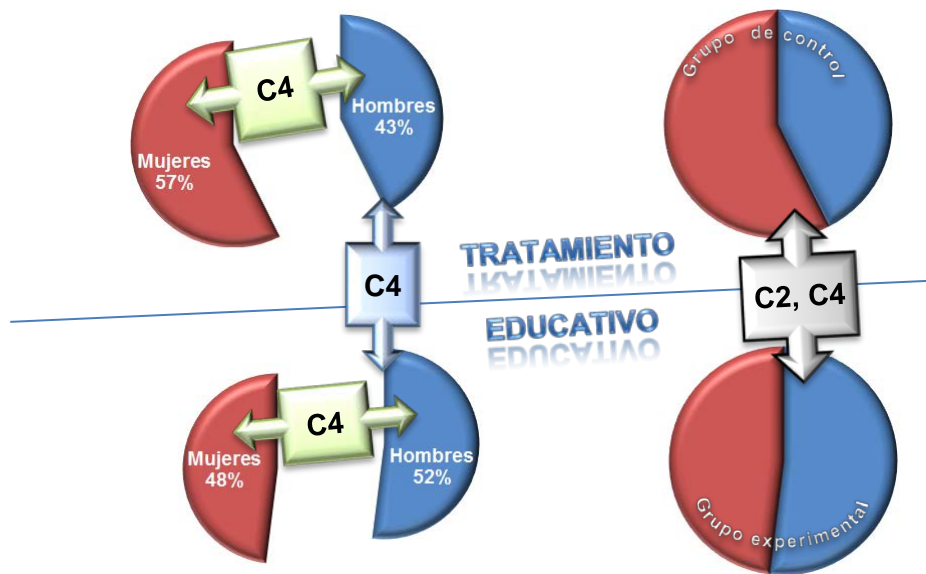 Grupo de control
C4
Hombres
43%
Mujeres
57%
TRATAMIENTO
C4
C2, C4
EDUCATIVO
C4
Mujeres
48%
Hombres
52%
Grupo experimental